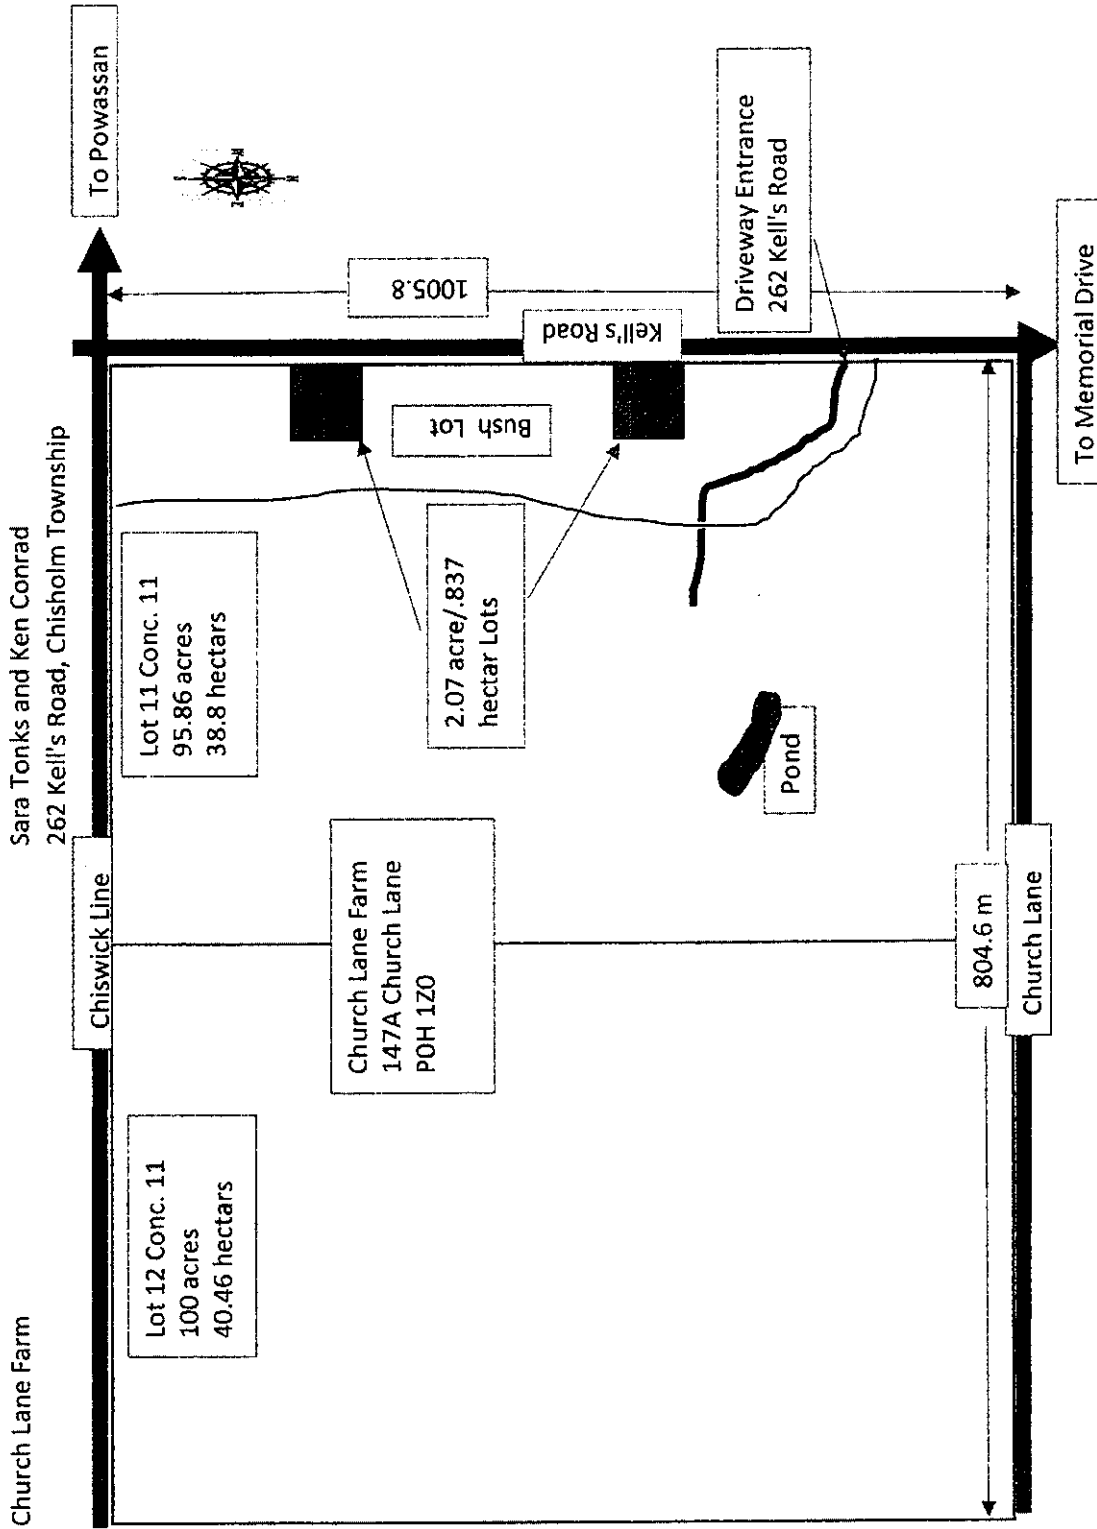 Church Lane Farm
Sara Tonks and Ken Conrad
262 Kell's Road, Chisholm Township
To Powassan
Chiswick Line
Lot 12 Conc. 11
100 acres
40.46 hectars
Lot 11 Conc. 11
95.86 acres
38.8 hectars
Church Lane Farm
147A Church Lane
P0H 1Z0
2.07 acre/.837
hectar Lots
Bush Lot
Kell's Road
1005.8
Driveway Entrance
262 Kell's Road
Pond
804.6 m
Church Lane
To Memorial Drive